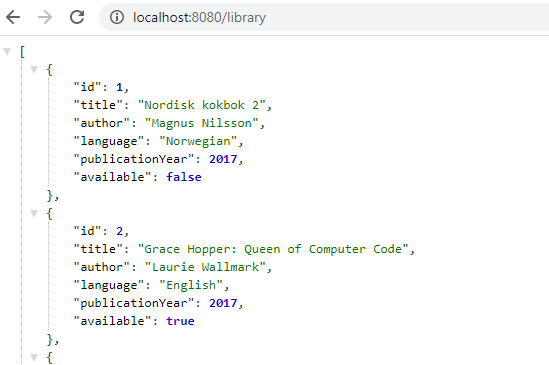 localhost:8080/library
[
{
"id": 1,
"title": "Nordisk kokbok 2",
"author": "Magnus Nilsson",
"language": "Norwegian",
"publicationYear": 2017,
"available": false
},
{
"id": 2,
"title": "Grace Hopper: Queen of Computer Code",
"author": "Laurie Wallmark",
"language": "English",
"publicationYear": 2017,
"available": true
},
{